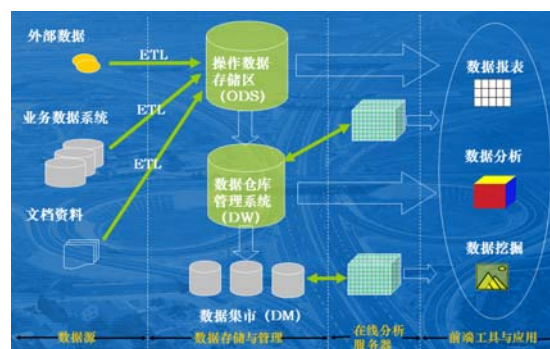 外部数据
ETL
业务数据系统
ETL
ETL
文档资料
操作数据
存储区
(ODS)
数据仓库
管理系统
(DW)
数据集市 (DM)
数据报表
数据分析
数据挖掘
数据源
数据存储与管理
在线分析
服务器
前端工具与应用